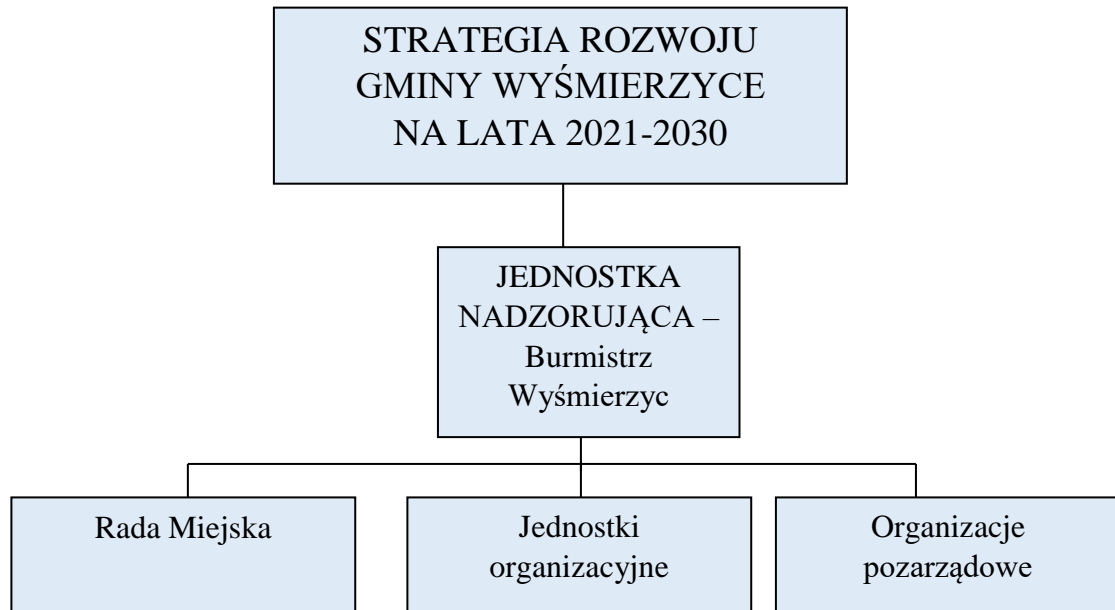 STRATEGIA ROZWOJU
GMINY WYŚMIERZYCE
NA LATA 2021-2030
JEDNOSTKA
NADZORUJĄCA –
Burmistrz
Wyśmierzyc
Rada Miejska
Jednostki
organizacyjne
Organizacje
pozarządowe